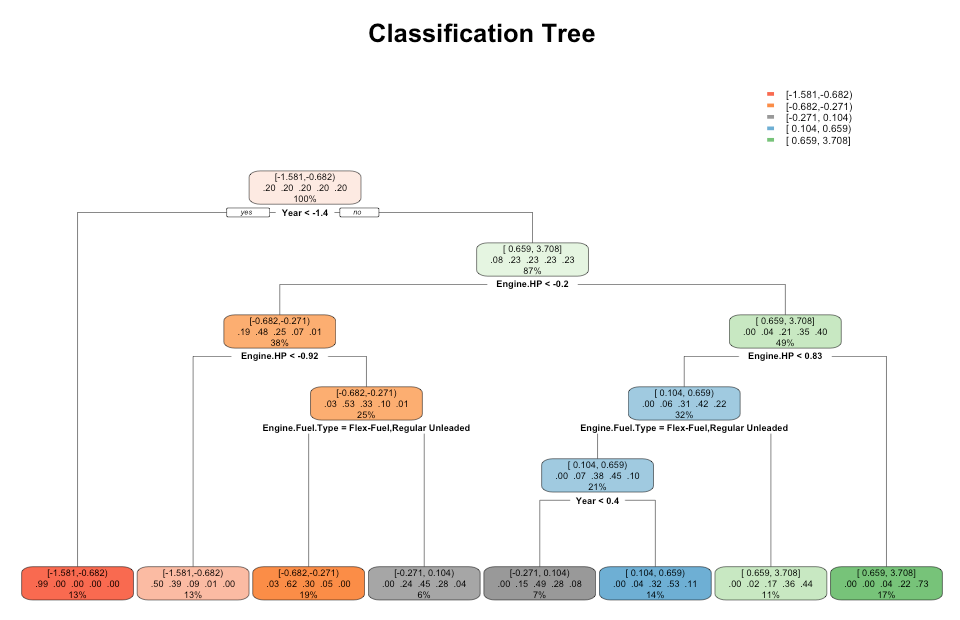 Classification Tree
[-1.581,-0.682)
[-0.682,-0.271)
[-0.271, 0.104)
[ 0.104, 0.659)
[ 0.659, 3.708]
[-1.581,-0.682)
.20 .20 .20 .20 .20
100%
yes Year < -1.4 no
[ 0.659, 3.708]
.08 .23 .23 .23 .23
87%
Engine.HP < -0.2
[-0.682,-0.271)
.19 .48 .25 .07 .01
38%
Engine.HP < -0.92
[ 0.659, 3.708]
.00 .04 .21 .35 .40
49%
Engine.HP < 0.83
[-0.682,-0.271)
.03 .53 .33 .10 .01
25%
Engine.Fuel.Type = Flex-Fuel,Regular Unleaded
[ 0.104, 0.659)
.00 .06 .31 .42 .22
32%
Engine.Fuel.Type = Flex-Fuel,Regular Unleaded
[ 0.104, 0.659)
.00 .07 .38 .45 .10
21%
Year < 0.4
[-1.581,-0.682)
.99 .00 .00 .00 .00
13%
[-1.581,-0.682)
.50 .39 .09 .01 .00
13%
[-0.682,-0.271)
.03 .62 .30 .05 .00
19%
[-0.271, 0.104)
.00 .24 .45 .28 .04
6%
[-0.271, 0.104)
.00 .15 .49 .28 .08
7%
[ 0.104, 0.659)
.00 .04 .32 .53 .11
14%
[ 0.659, 3.708]
.00 .02 .17 .36 .44
11%
[ 0.659, 3.708]
.00 .00 .04 .22 .73
17%